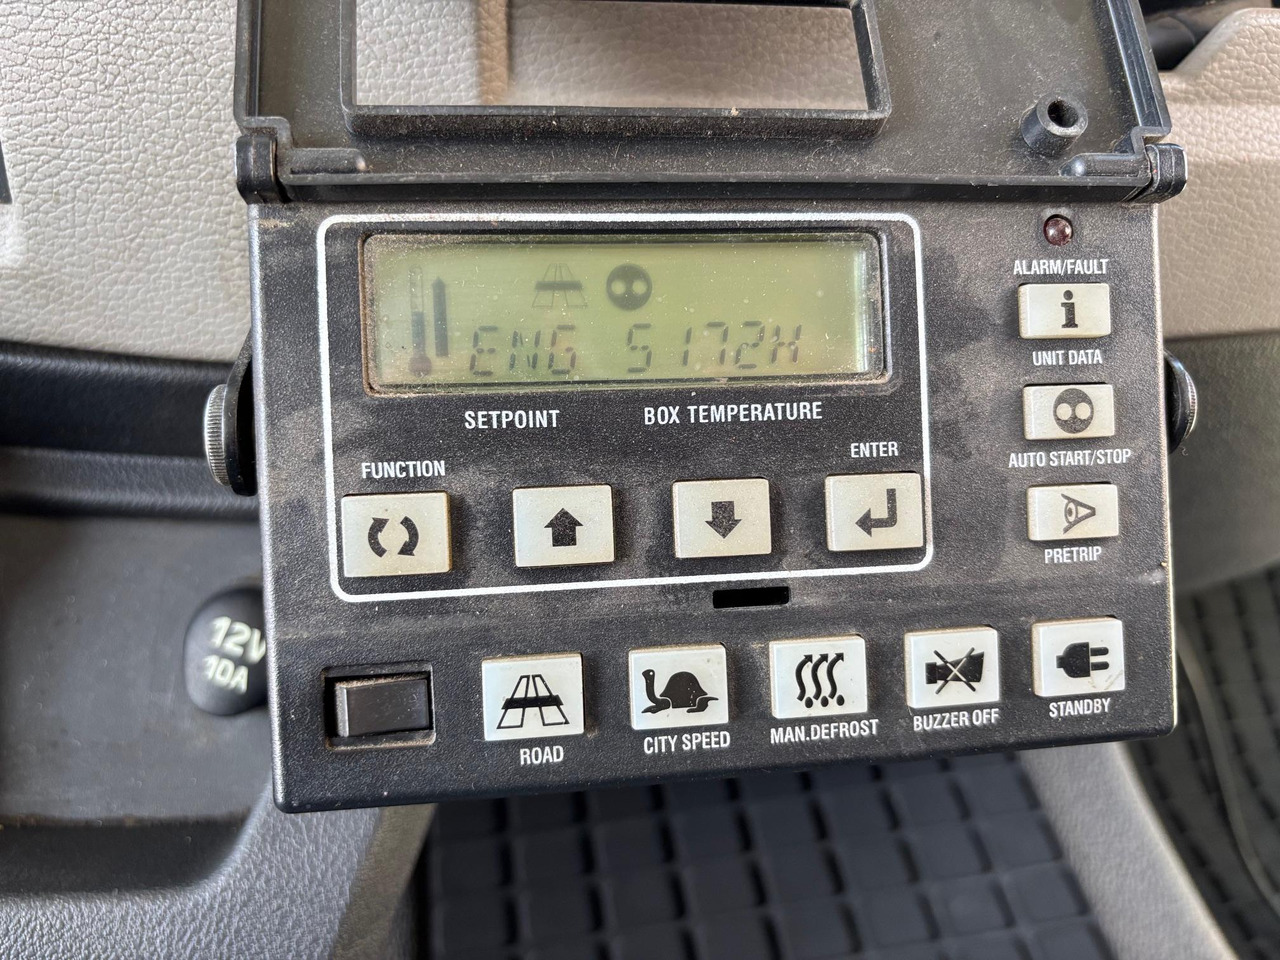 ENG 5172H
SETPOINT BOX TEMPERATURE
FUNCTION
ENTER
ALARM/FAULT
i
UNIT DATA
AUTO START/STOP
PRETRIP
12V
10A
ROAD
CITY SPEED
MAN.DEFROST
BUZZER OFF
STANDBY